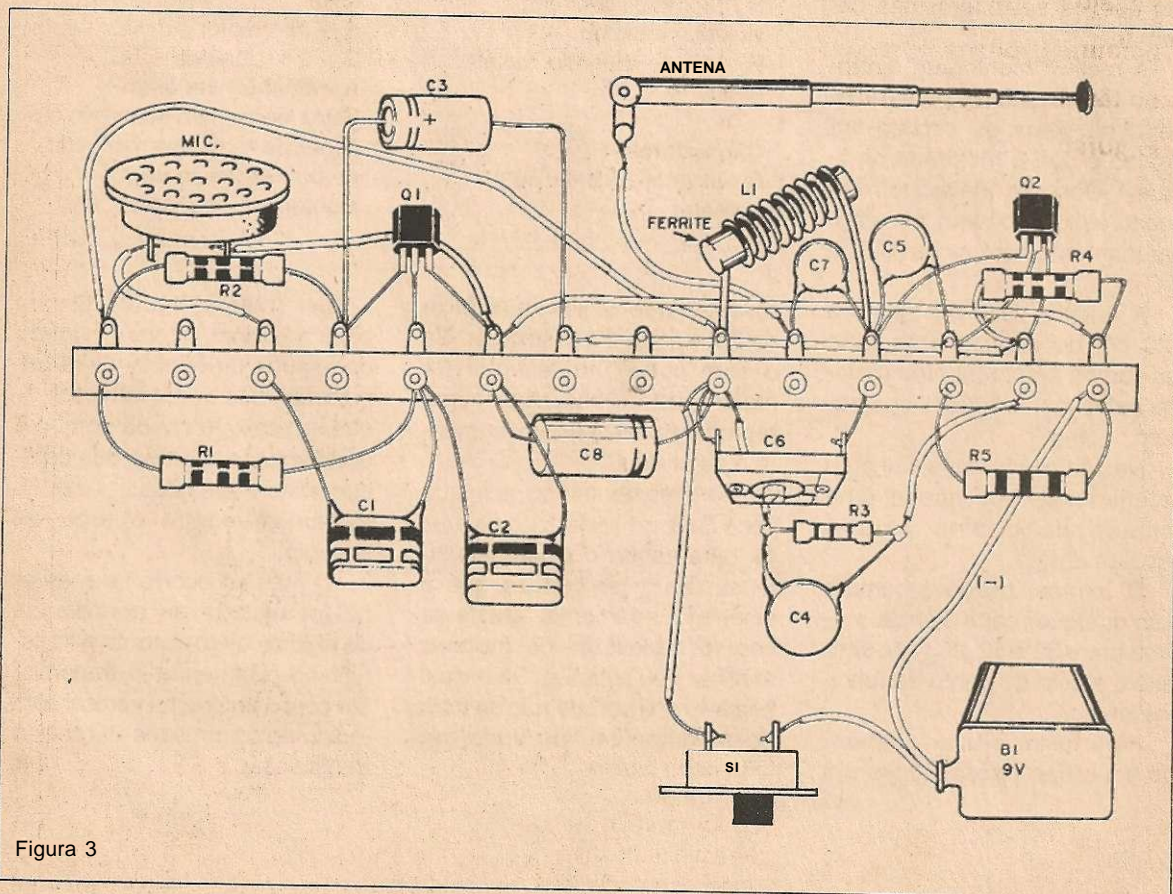 ANTENA
C3
+
MIC.
Q1
L1
Q2
FERRITE
C5
C7
R4
R2
R1
C8
C6
R5
C1
C2
R3
(—)
C4
B1
9V
S1
Figura 3